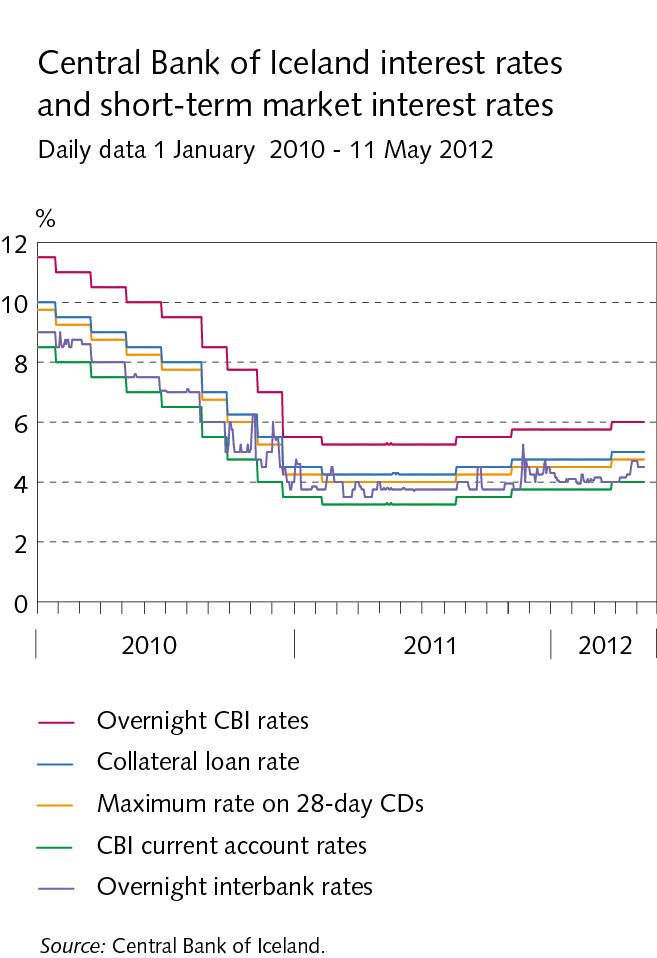 Central Bank of Iceland interest rates
and short-term market interest rates
Daily data 1 January 2010 - 11 May 2012
%
12
10
8
6
4
2
0
2010 2011 2012
Overnight CBI rates
Collateral loan rate
Maximum rate on 28-day CDs
CBI current account rates
Overnight interbank rates
Source: Central Bank of Iceland.